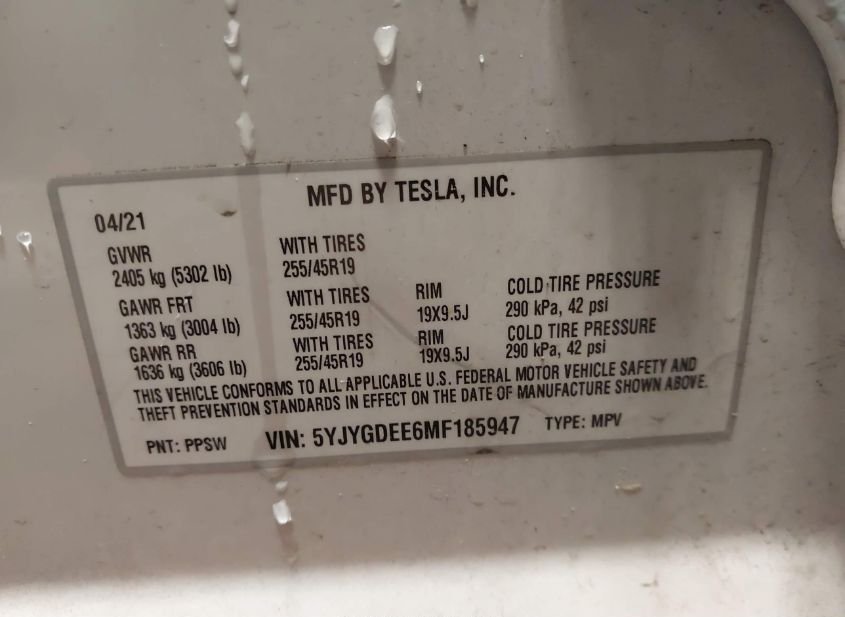 MFD BY TESLA, INC.
04/21
GVWR WITH TIRES
2405 kg (5302 lb) 255/45R19
GAWR FRT WITH TIRES RIM COLD TIRE PRESSURE
1363 kg (3004 lb) 255/45R19 19X9.5J 290 kPa, 42 psi
GAWR RR WITH TIRES RIM COLD TIRE PRESSURE
1636 kg (3606 lb) 255/45R19 19X9.5J 290 kPa, 42 psi
THIS VEHICLE CONFORMS TO ALL APPLICABLE U.S. FEDERAL MOTOR VEHICLE SAFETY AND
THEFT PREVENTION STANDARDS IN EFFECT ON THE DATE OF MANUFACTURE SHOWN ABOVE.
PNT: PPSW VIN: 5YJYGDEE6MF185947 TYPE: MPV